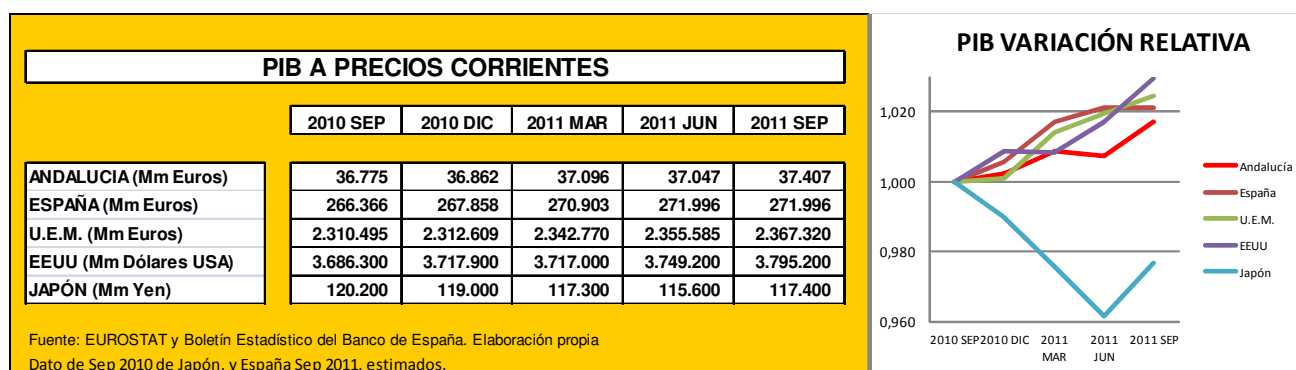 PIB A PRECIOS CORRIENTES
2010 SEP 2010 DIC 2011 MAR 2011 JUN 2011 SEP
ANDALUCIA (Mm Euros) 36.775 36.862 37.096 37.047 37.407
ESPAÑA (Mm Euros) 266.366 267.858 270.903 271.996 271.996
U.E.M. (Mm Euros) 2.310.495 2.312.609 2.342.770 2.355.585 2.367.320
EEUU (Mm Dólares USA) 3.686.300 3.717.900 3.717.000 3.749.200 3.795.200
JAPÓN (Mm Yen) 120.200 119.000 117.300 115.600 117.400
Fuente: EUROSTAT y Boletín Estadístico del Banco de España. Elaboración propia
Dato de Sep 2010 de Japón, y España Sep 2011, estimados.
PIB VARIACIÓN RELATIVA
1,020
1,000
0,980
0,960
2010 SEP 2010 DIC 2011 MAR 2011 JUN 2011 SEP
Andalucía
España
U.E.M.
EEUU
Japón